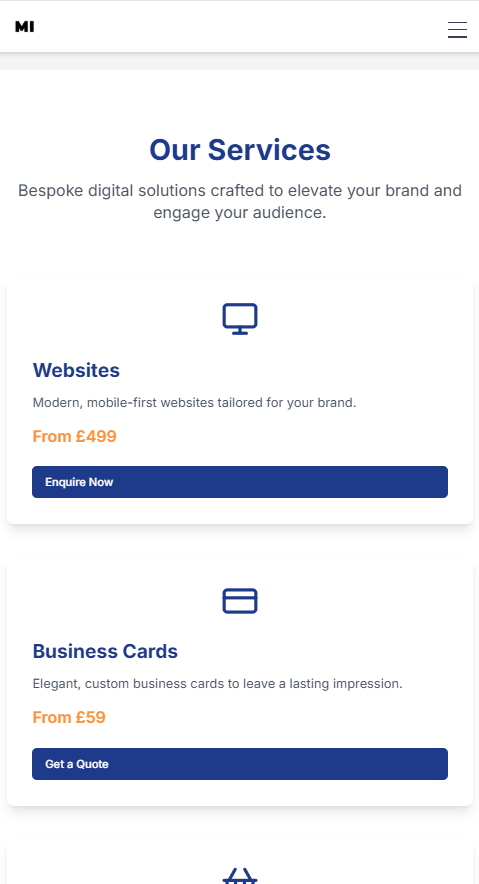 MI
Our Services
Bespoke digital solutions crafted to elevate your brand and
engage your audience.
Websites
Modern, mobile-first websites tailored for your brand.
From £499
Enquire Now
Business Cards
Elegant, custom business cards to leave a lasting impression.
From £59
Get a Quote